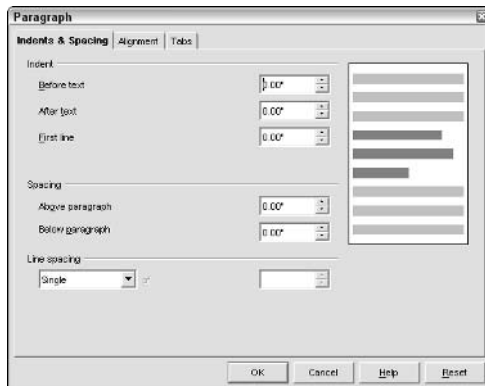 Paragraph
Indents & Spacing Alignment Tabs
Indent
Before text 0.00"
After text 0.00"
First line 0.00"
Spacing
Above paragraph 0.00"
Below paragraph 0.00"
Line spacing
Single
OK Cancel Help Reset